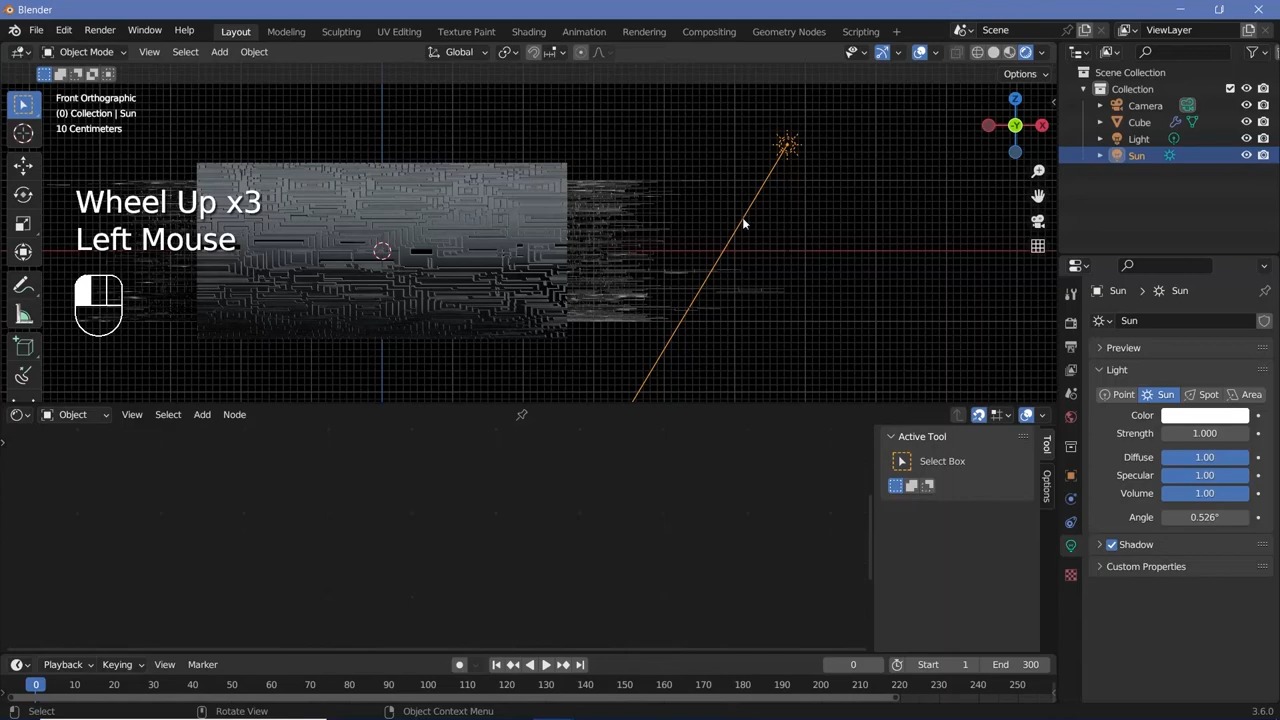 Blender
File Edit Render Window Help Layout Modeling Sculpting UV Editing Texture Paint Shading Animation Rendering Compositing Geometry Nodes Scripting + Scene ViewLayer
Object Mode View Select Add Object Global
Options
Front Orthographic
(0) Collection | Sun
10 Centimeters
Z
X
-Y
Wheel Up x3
Left Mouse
Scene Collection
Collection
Camera
Cube
Light
Sun
Sun > Sun
Sun
Preview
Light
Point Sun Spot Area
Color
Strength 1.000
Diffuse 1.00
Specular 1.00
Volume 1.00
Angle 0.526°
Shadow
Custom Properties
Object View Select Add Node
Active Tool
Select Box
Tool
Options
Playback Keying View Marker 0 Start 1 End 300
0 10 20 30 40 50 60 70 80 90 100 110 120 130 140 150 160 170 180 190 200 210 220 230 240 250
Select Rotate View Object Context Menu 3.6.0